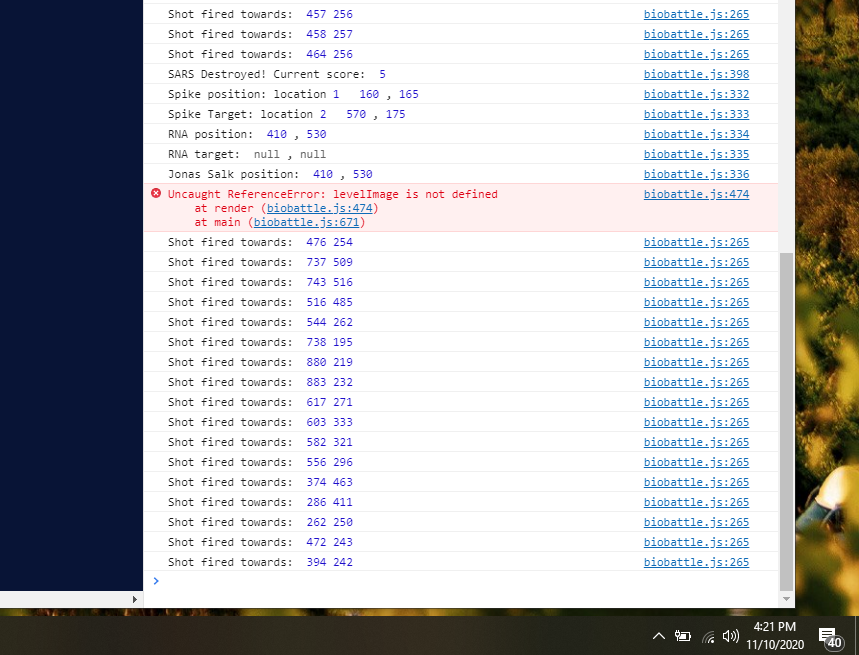 Shot fired towards: 457 256 biobattle.js:265
Shot fired towards: 458 257 biobattle.js:265
Shot fired towards: 464 256 biobattle.js:265
SARS Destroyed! Current score: 5 biobattle.js:398
Spike position: location 1 160 , 165 biobattle.js:332
Spike Target: location 2 570 , 175 biobattle.js:333
RNA position: 410 , 530 biobattle.js:334
RNA target: null , null biobattle.js:335
Jonas Salk position: 410 , 530 biobattle.js:336
Uncaught ReferenceError: levelImage is not defined biobattle.js:474
at render (biobattle.js:474)
at main (biobattle.js:671)
Shot fired towards: 476 254 biobattle.js:265
Shot fired towards: 737 509 biobattle.js:265
Shot fired towards: 743 516 biobattle.js:265
Shot fired towards: 516 485 biobattle.js:265
Shot fired towards: 544 262 biobattle.js:265
Shot fired towards: 738 195 biobattle.js:265
Shot fired towards: 880 219 biobattle.js:265
Shot fired towards: 883 232 biobattle.js:265
Shot fired towards: 617 271 biobattle.js:265
Shot fired towards: 603 333 biobattle.js:265
Shot fired towards: 582 321 biobattle.js:265
Shot fired towards: 556 296 biobattle.js:265
Shot fired towards: 374 463 biobattle.js:265
Shot fired towards: 286 411 biobattle.js:265
Shot fired towards: 262 250 biobattle.js:265
Shot fired towards: 472 243 biobattle.js:265
Shot fired towards: 394 242 biobattle.js:265
>
4:21 PM
11/10/2020
40